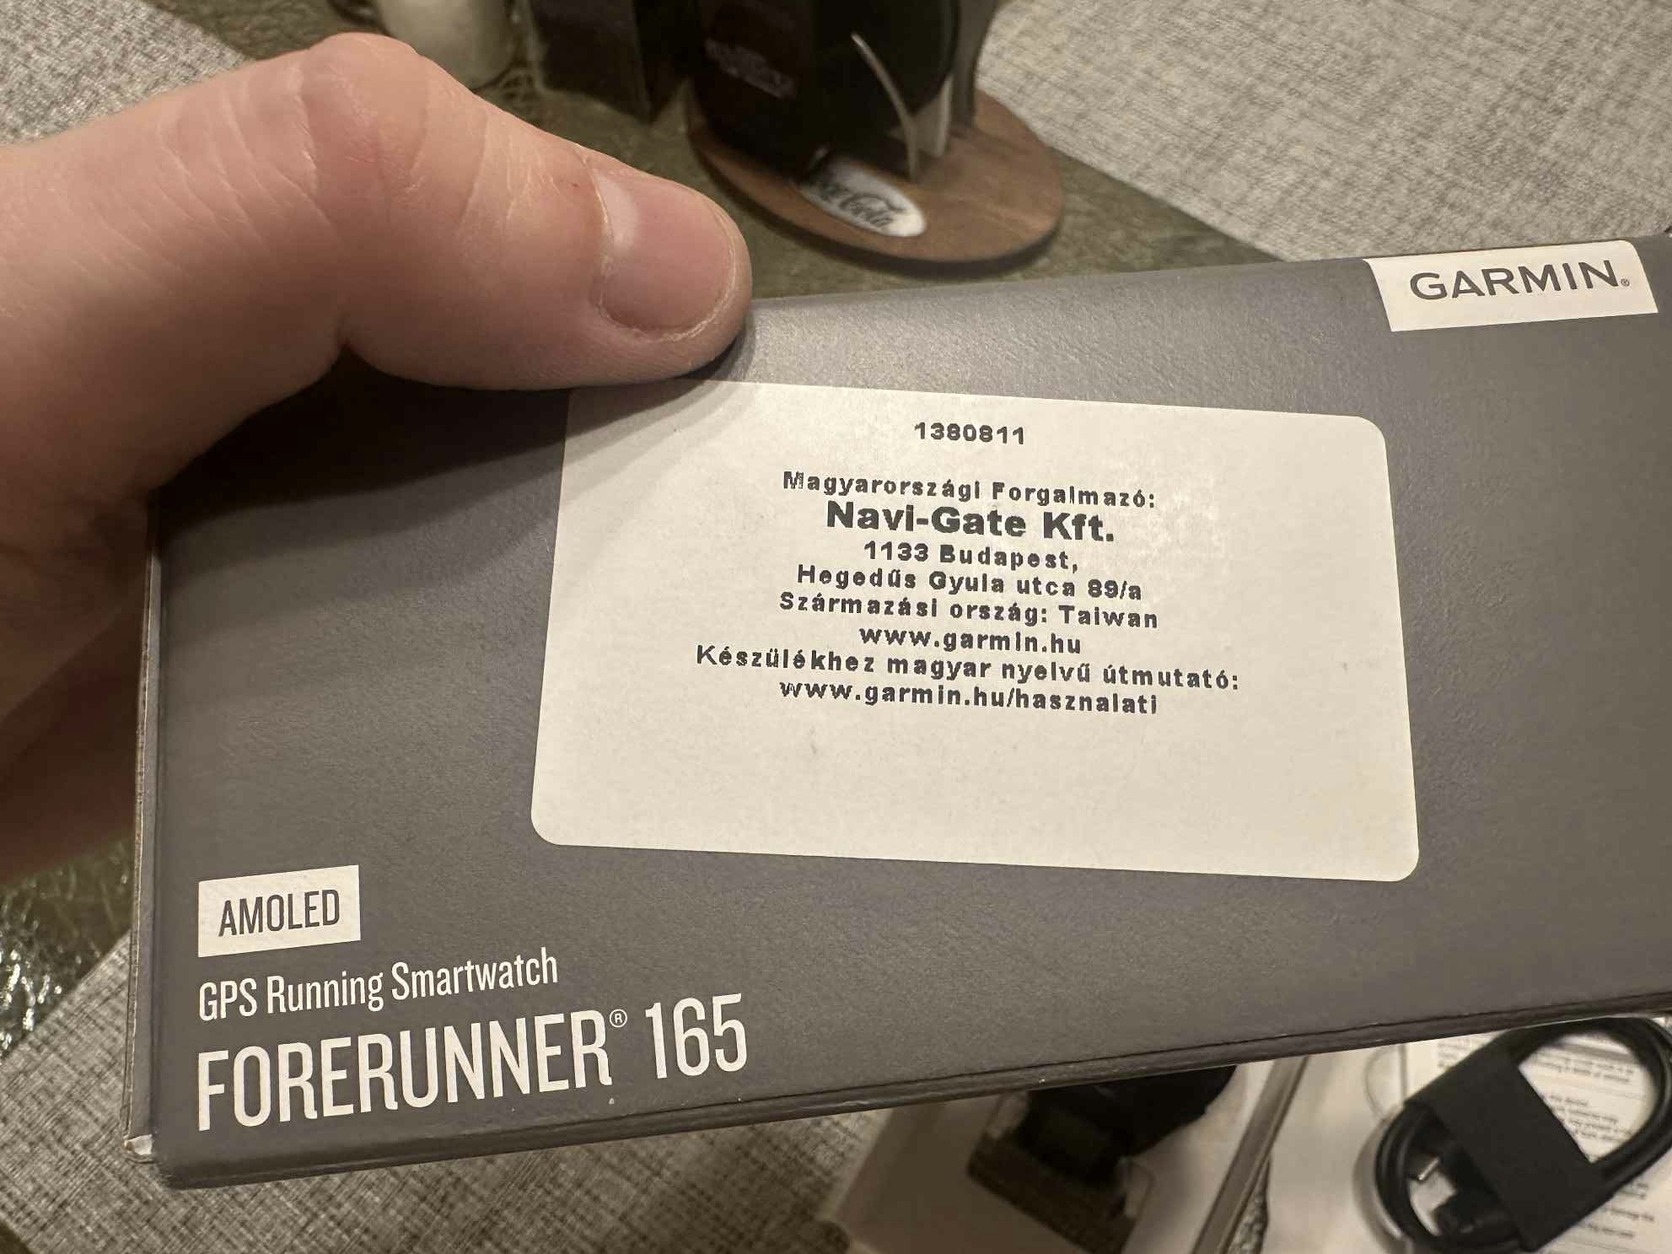 GARMIN®
1380811
Magyarországi Forgalmazó:
Navi-Gate Kft.
1133 Budapest,
Hegedűs Gyula utca 89/a
Származási ország: Taiwan
www.garmin.hu
Készülékhez magyar nyelvű útmutató:
www.garmin.hu/hasznalati
AMOLED
GPS Running Smartwatch
FORERUNNER® 165